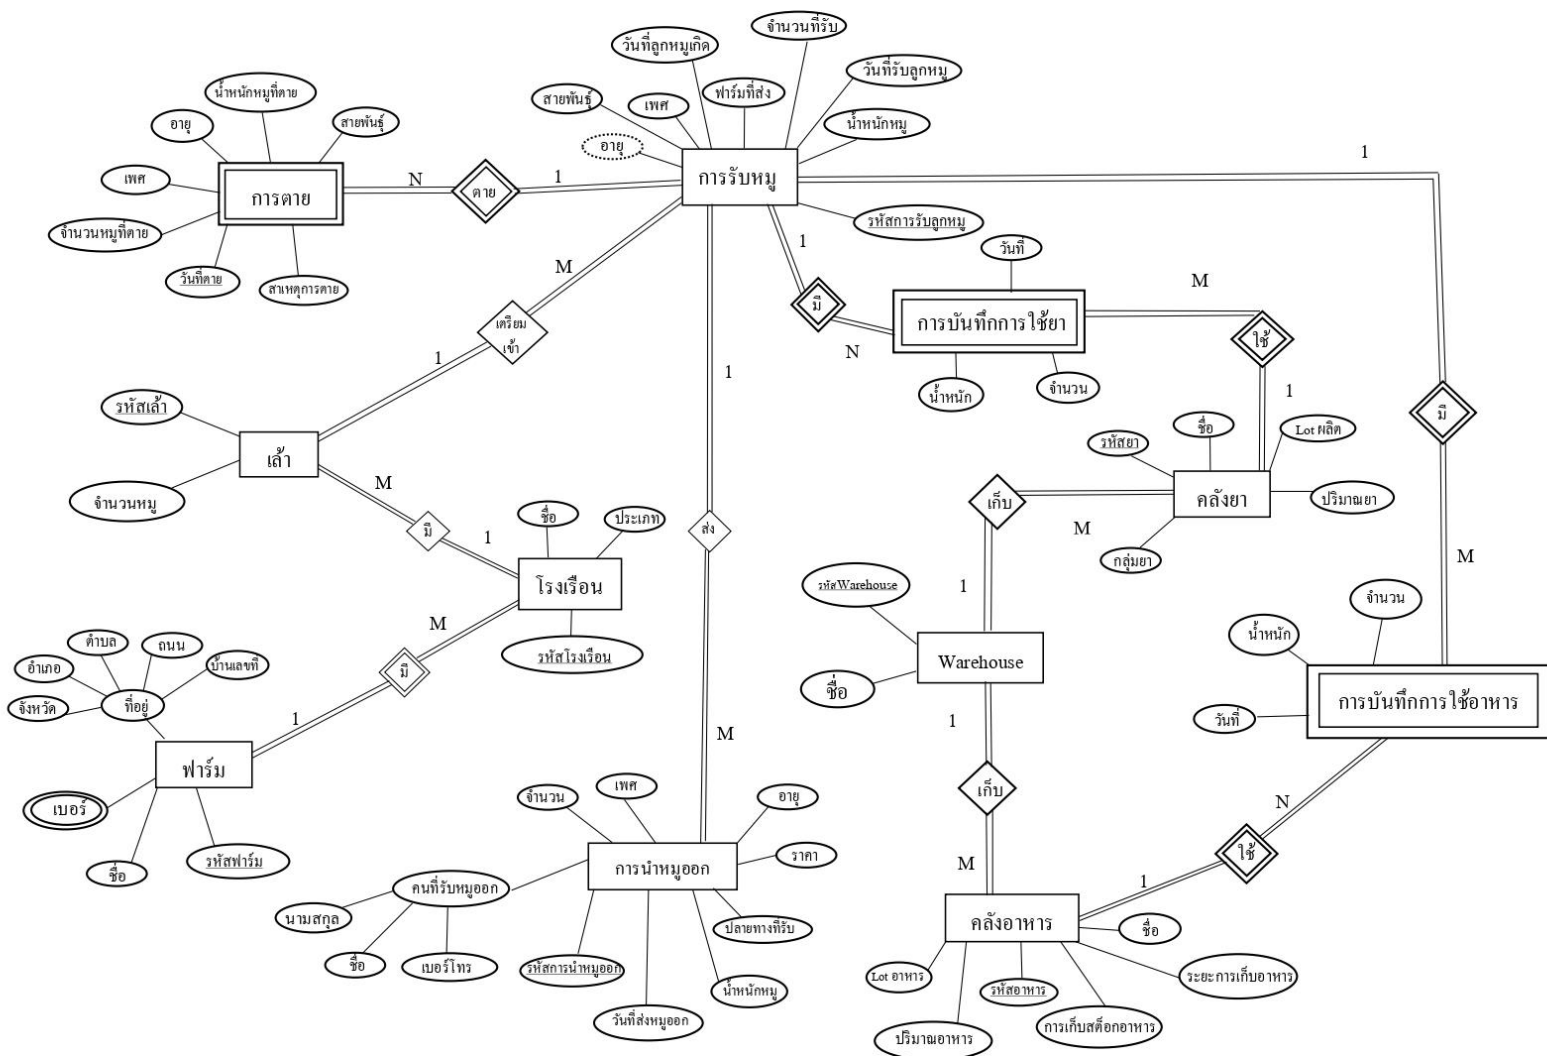 จำนวนที่รับ
วันที่ลูกหมูเกิด
วันที่รับลูกหมู
น้ำหนักหมูที่ตาย
ฟาร์มที่ส่ง
สายพันธุ์
เพศ
อายุ
สายพันธุ์
น้ำหนักหมู
อายุ
1
การรับหมู
เพศ
N
ตาย
1
การตาย
รหัสการรับลูกหมู
จำนวนหมูที่ตาย
1
วันที่
วันที่ตาย
สาเหตุการตาย
M
M
มี
การบันทึกการใช้ยา
เตรียม
เข้า
ใช้
N
1
1
น้ำหนัก
จำนวน
1
รหัสเล้า
มี
ชื่อ
Lot ผลิต
รหัสยา
เล้า
M
จำนวนหมู
เก็บ
คลังยา
ปริมาณยา
ชื่อ
ประเภท
มี
ส่ง
M
1
กลุ่มยา
M
โรงเรือน
รหัสWarehouse
1
จำนวน
M
น้ำหนัก
ตำบล
ถนน
รหัสโรงเรือน
อำเภอ
บ้านเลขที่
มี
Warehouse
ชื่อ
จังหวัด
ที่อยู่
การบันทึกการใช้อาหาร
1
วันที่
1
M
ฟาร์ม
เก็บ
เพศ
จำนวน
อายุ
N
เบอร์
ใช้
ราคา
รหัสฟาร์ม
การนำหมูออก
M
ชื่อ
1
คนที่รับหมูออก
นามสกุล
คลังอาหาร
ปลายทางที่รับ
ชื่อ
ชื่อ
เบอร์โทร
รหัสการนำหมูออก
Lot อาหาร
ระยะการเก็บอาหาร
น้ำหนักหมู
รหัสอาหาร
วันที่ส่งหมูออก
การเก็บสต็อกอาหาร
ปริมาณอาหาร